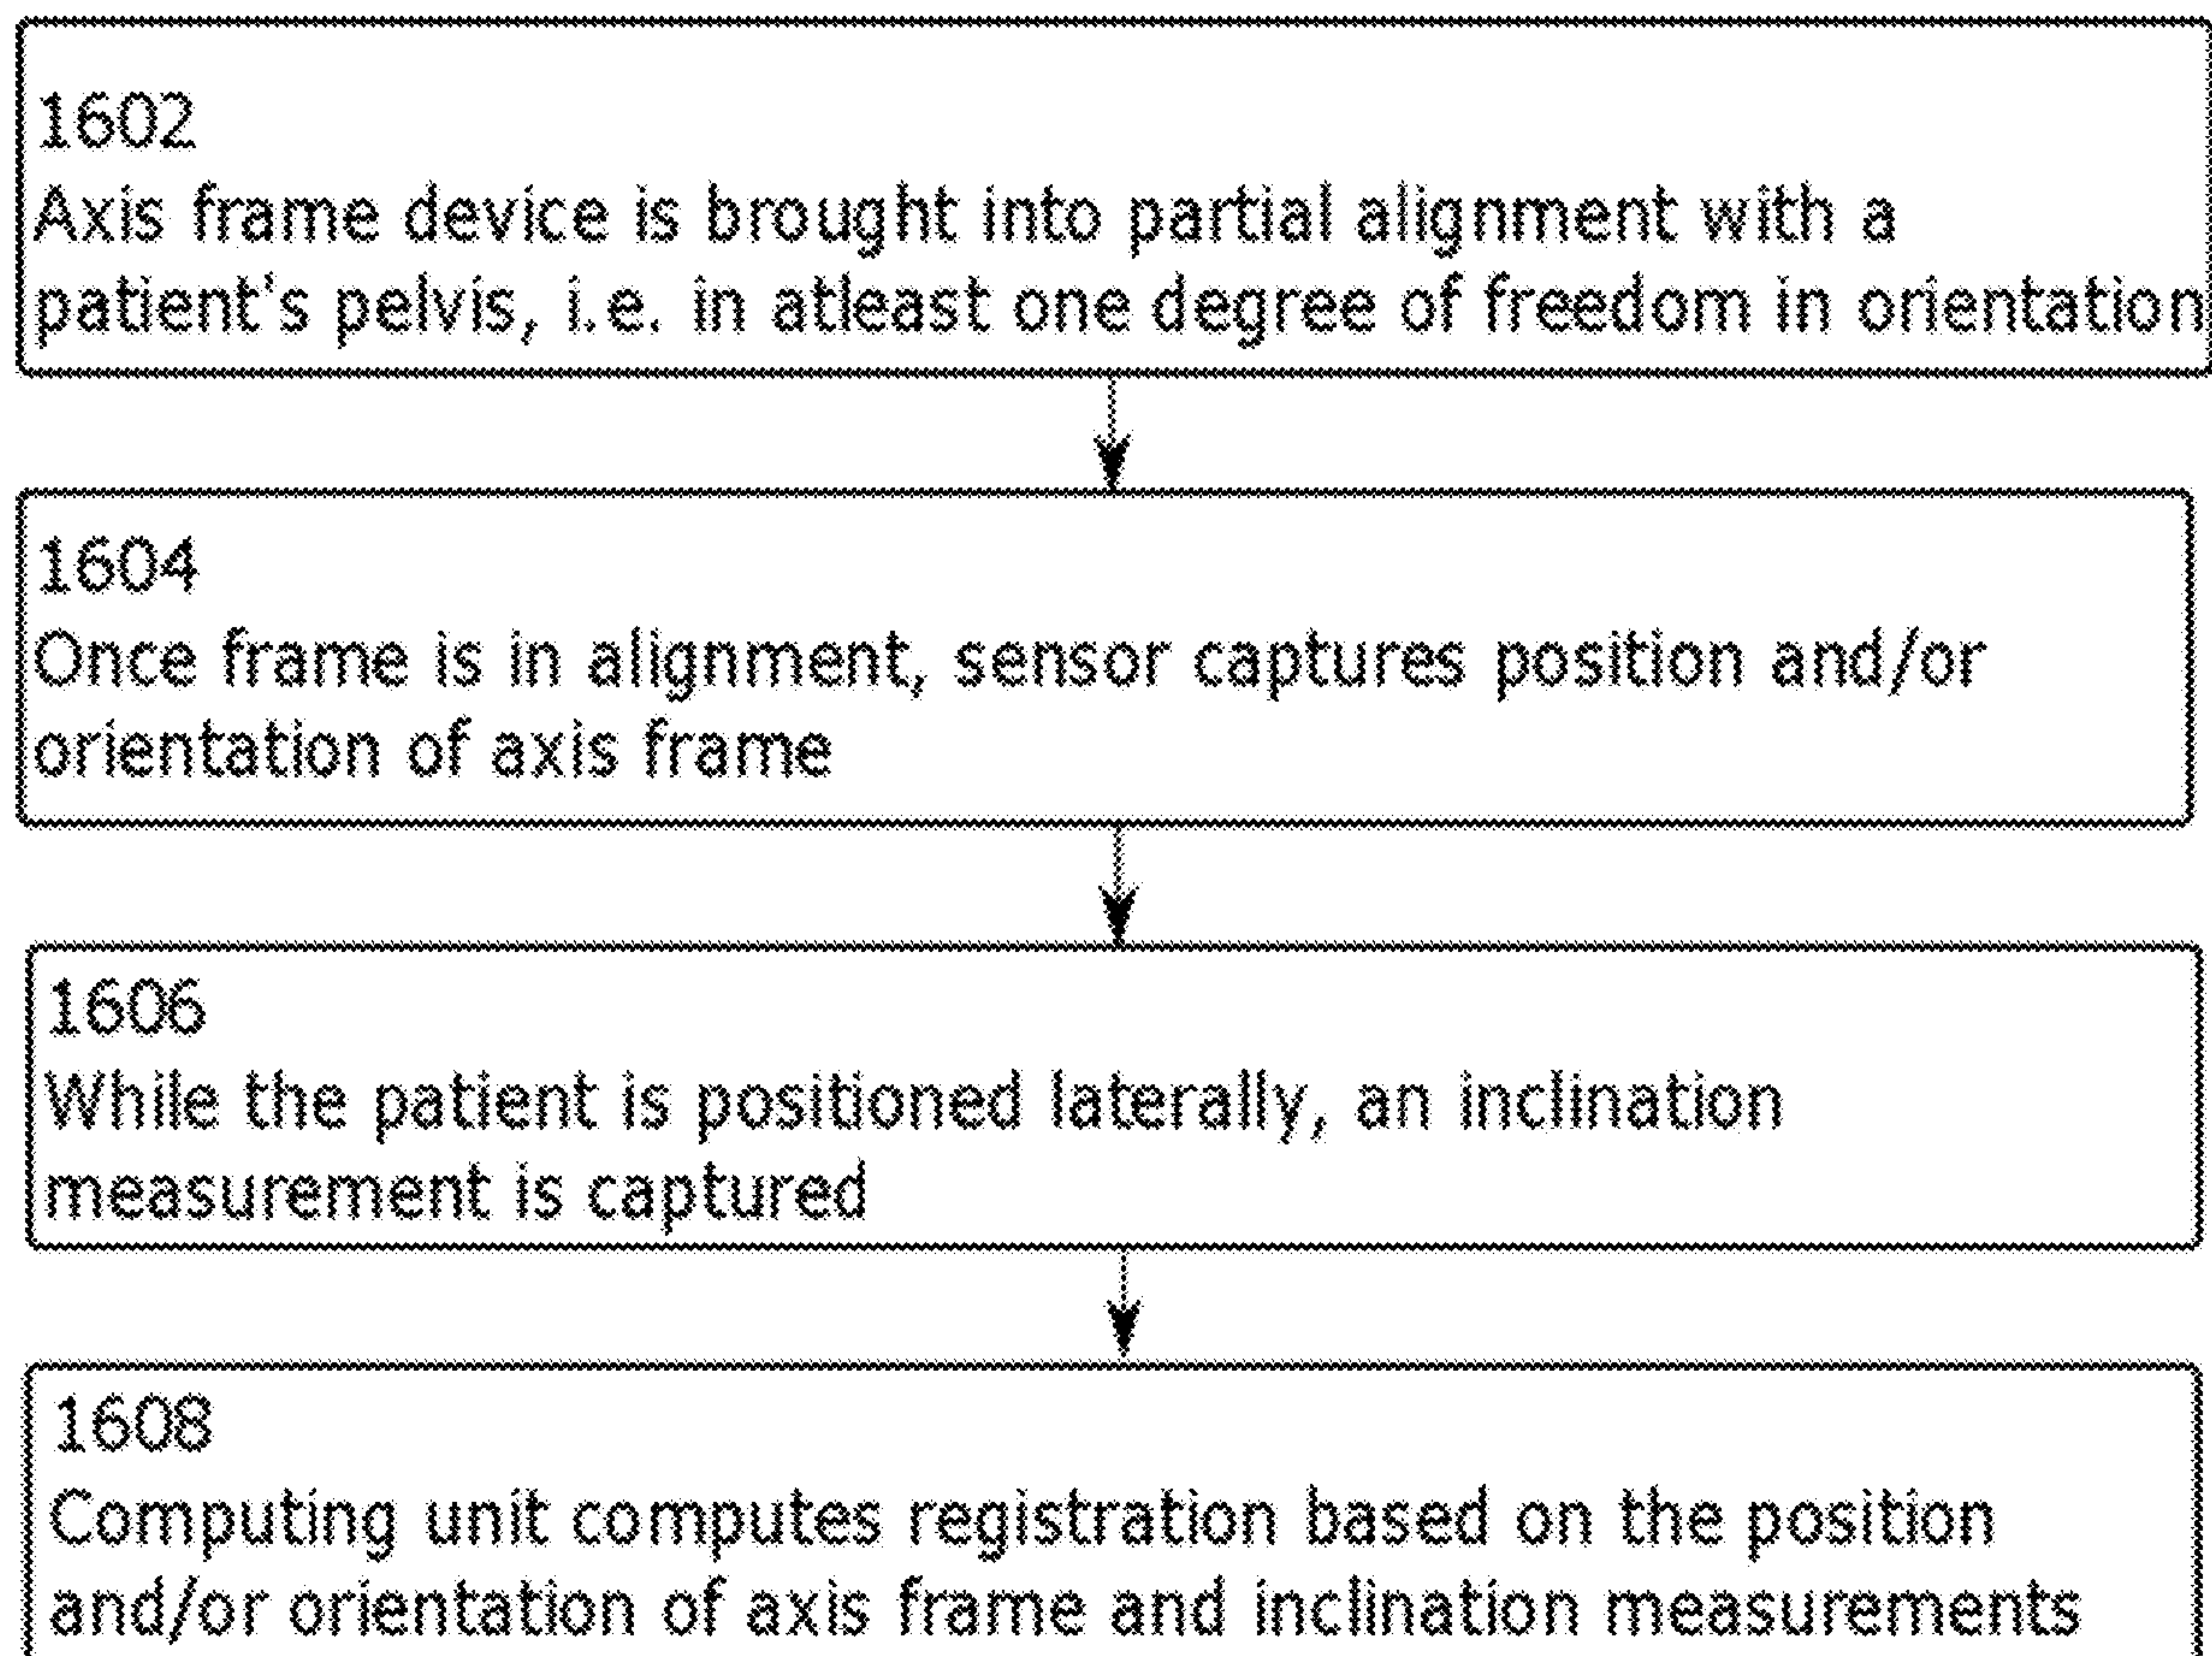 1602
Axis frame device is brought into partial alignment with a
patient's pelvis, i.e. in atleast one degree of freedom in orientation
1604
Once frame is in alignment, sensor captures position and/or
orientation of axis frame
1606
While the patient is positioned laterally, an inclination
measurement is captured
1608
Computing unit computes registration based on the position
and/or orientation of axis frame and inclination measurements